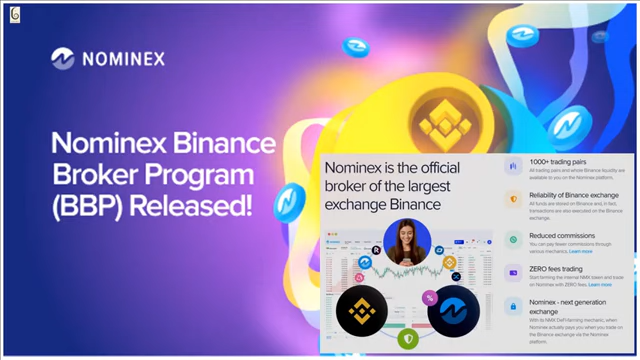 NOMINEX
Nominex Binance
Broker Program
(BBP) Released!
Nominex is the official
broker of the largest
exchange Binance
1000+ trading pairs
All trading pairs and whole Binance liquidity are
available to you on the Nominex platform.
Reliability of Binance exchange
All funds are stored on Binance and, in fact,
transactions are also executed on the Binance
exchange.
Reduced commissions
You can pay fewer commissions through
various mechanics. Learn more
ZERO fees trading
Start farming the internal NMX token and trade
on Nominex with ZERO fees. Learn more
Nominex - next generation
exchange
With its NMX DeFi-farming mechanic, when
Nominex actually pays you when you trade on
the Binance exchange via the Nominex
platform.
%